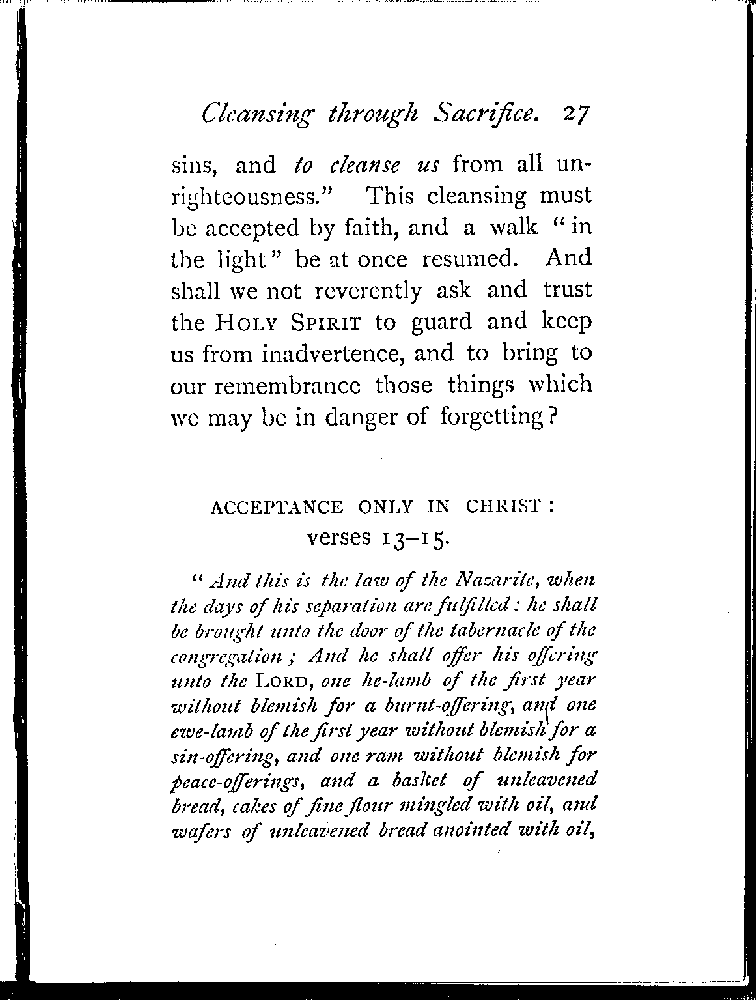 Cleansing through Sacrifice. 27
sins, and to cleanse us from all un-
righteousness." This cleansing must
be accepted by faith, and a walk "in
the light" be at once resumed. And
shall we not reverently ask and trust
the HOLY SPIRIT to guard and keep
us from inadvertence, and to bring to
our remembrance those things which
we may be in danger of forgetting?
ACCEPTANCE ONLY IN CHRIST:
verses 13–15.
"And this is the law of the Nazarite, when
the days of his separation are fulfilled: he shall
be brought unto the door of the tabernacle of the
congregation; And he shall offer his offering
unto the LORD, one he-lamb of the first year
without blemish for a burnt-offering, and one
ewe-lamb of the first year without blemish for a
sin-offering, and one ram without blemish for
peace-offerings, and a basket of unleavened
bread, cakes of fine flour mingled with oil, and
wafers of unleavened bread anointed with oil,